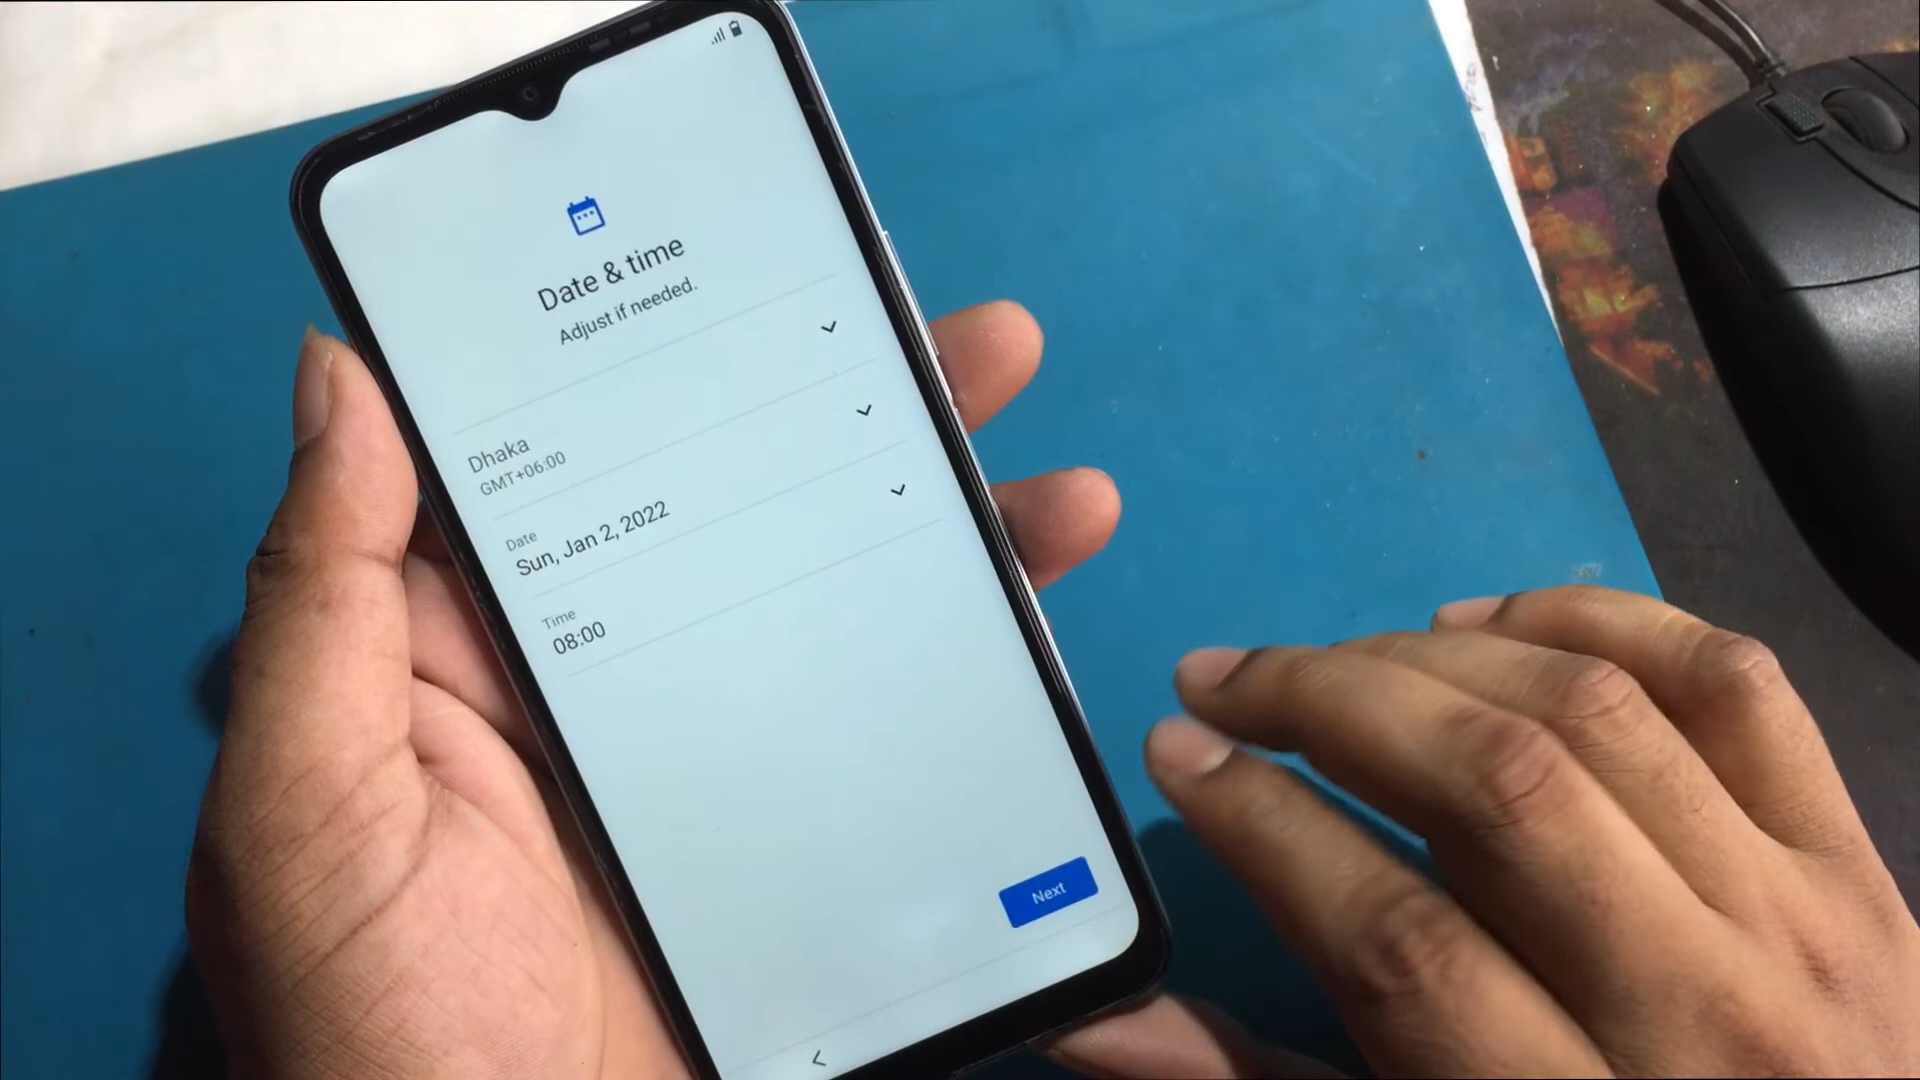 Date & time
Adjust if needed.
Dhaka
GMT+06:00
Date
Sun, Jan 2, 2022
Time
08:00
Next